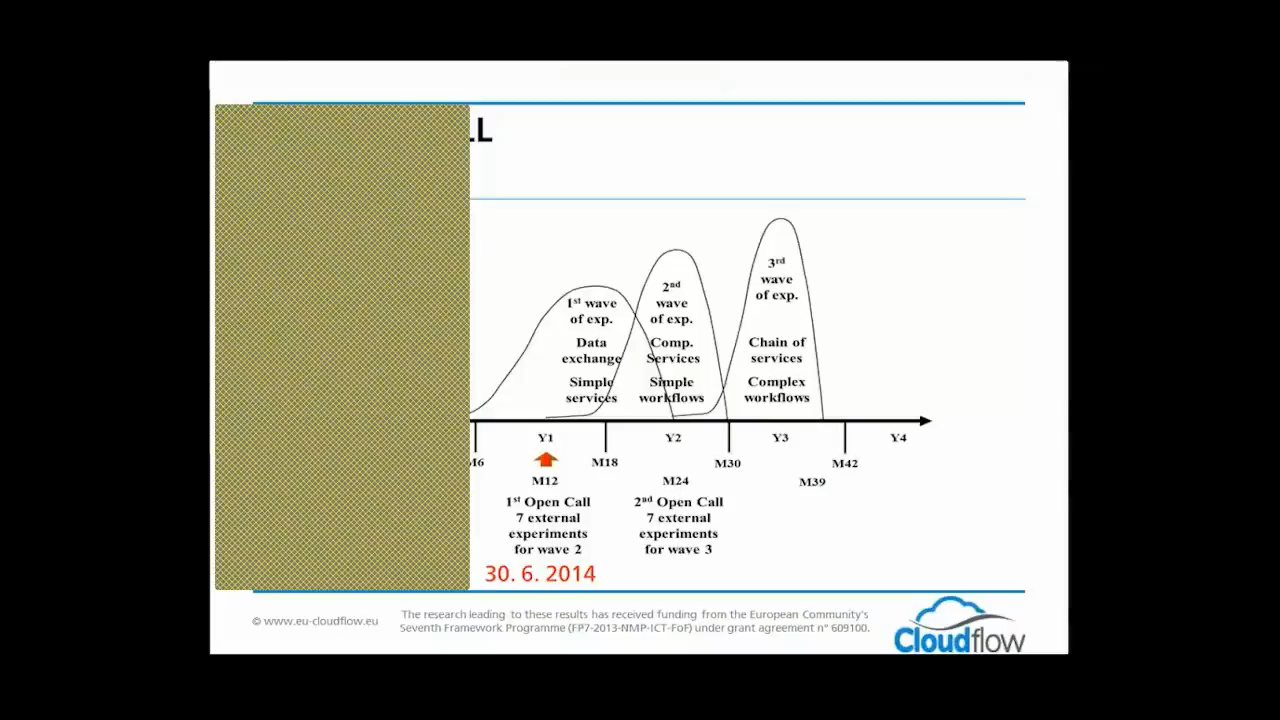 3rd
wave
of exp.
2nd
wave
of exp.
1st wave
of exp.
Data
exchange
Comp.
Services
Chain of
services
Simple
services
Simple
workflows
Complex
workflows
Y1
Y2
Y3
Y4
M18
M30
M42
M12
M24
M39
1st Open Call
7 external
experiments
for wave 2
2nd Open Call
7 external
experiments
for wave 3
30. 6. 2014
© www.eu-cloudflow.eu
The research leading to these results has received funding from the European Community's
Seventh Framework Programme (FP7-2013-NMP-ICT-FoF) under grant agreement n° 609100.
Cloudflow